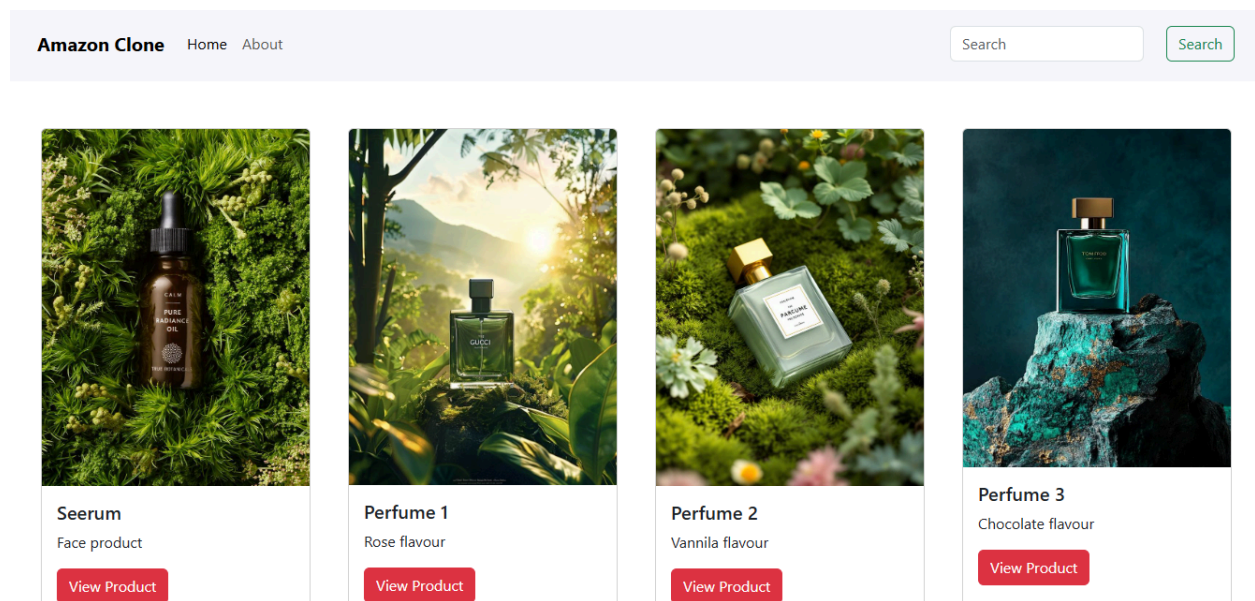 Amazon Clone Home About Search Search
CALM
PURE
RADIANCE
OIL
GUCCI
PARFUME
Seerum
Face product
View Product
Perfume 1
Rose flavour
View Product
Perfume 2
Vannila flavour
View Product
Perfume 3
Chocolate flavour
View Product